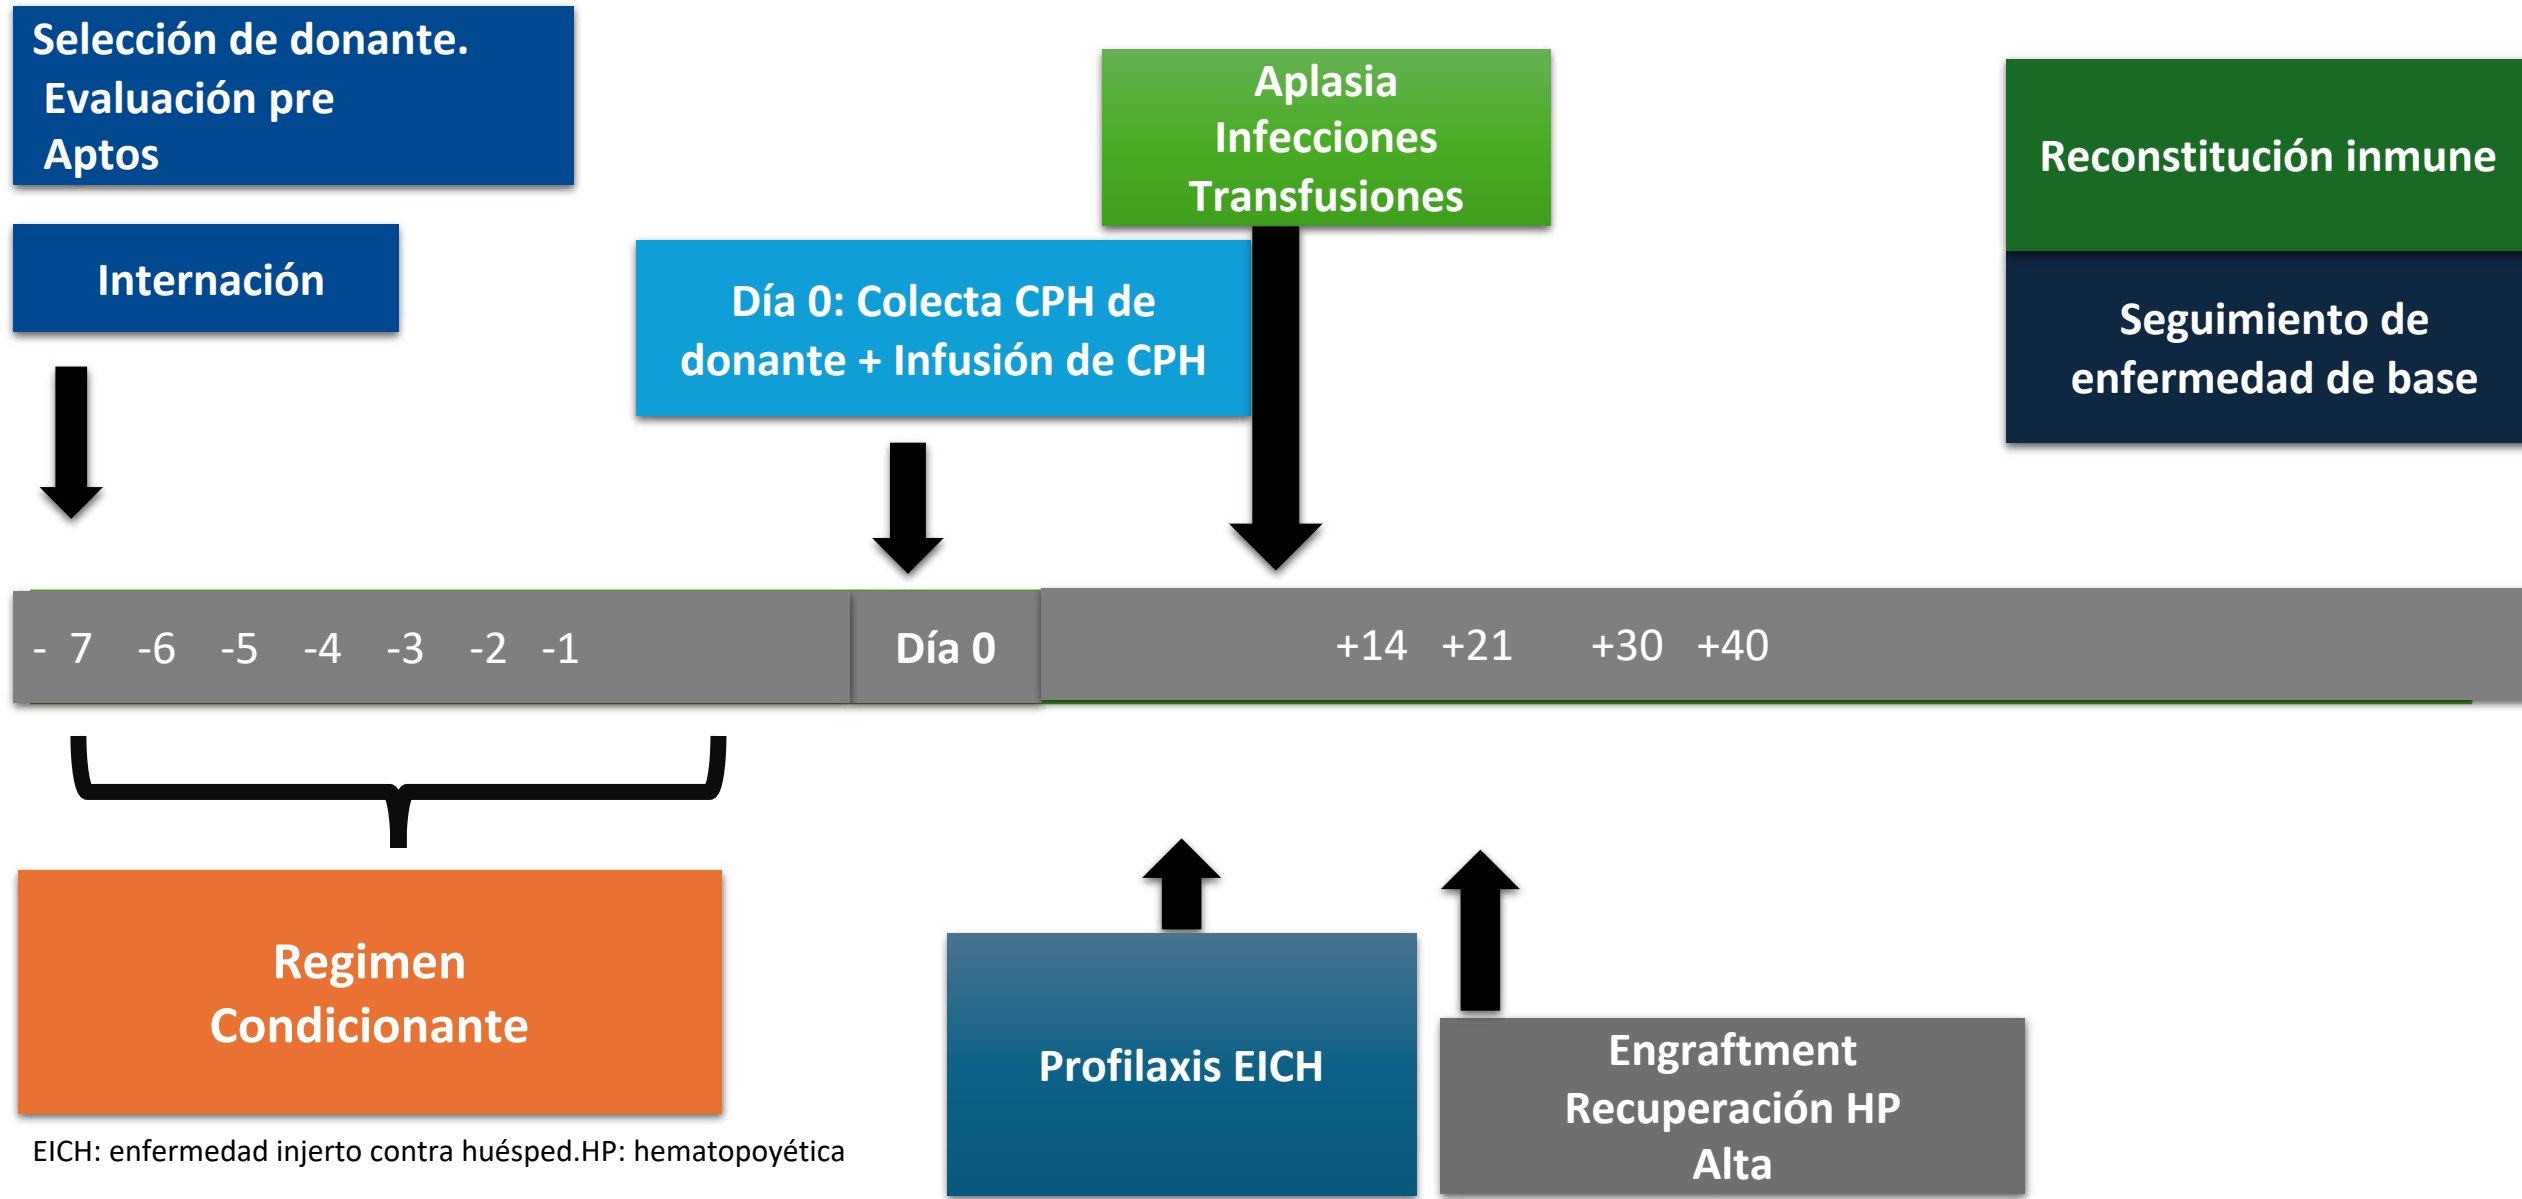 Selección de donante.
Evaluación pre
Aptos
Internación
Día 0: Colecta CPH de
donante + Infusión de CPH
Aplasia
Infecciones
Transfusiones
Reconstitución inmune
Seguimiento de
enfermedad de base
- 7 -6 -5 -4 -3 -2 -1 Día 0 +14 +21 +30 +40
Regimen
Condicionante
Profilaxis EICH
Engraftment
Recuperación HP
Alta
EICH: enfermedad injerto contra huésped.HP: hematopoyética